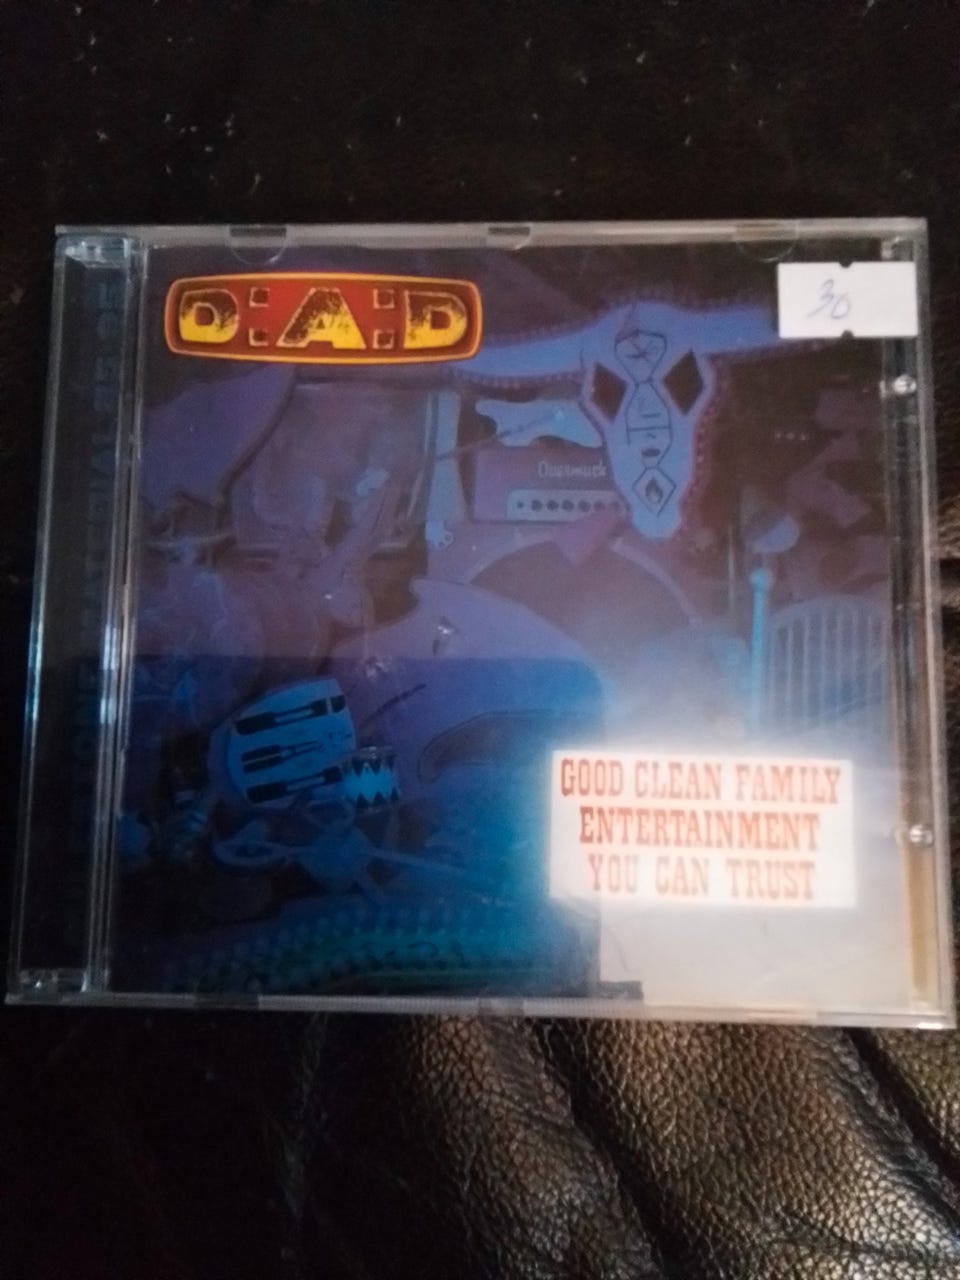 D:A:D
30
Overmuck
GOOD CLEAN FAMILY
ENTERTAINMENT
YOU CAN TRUST